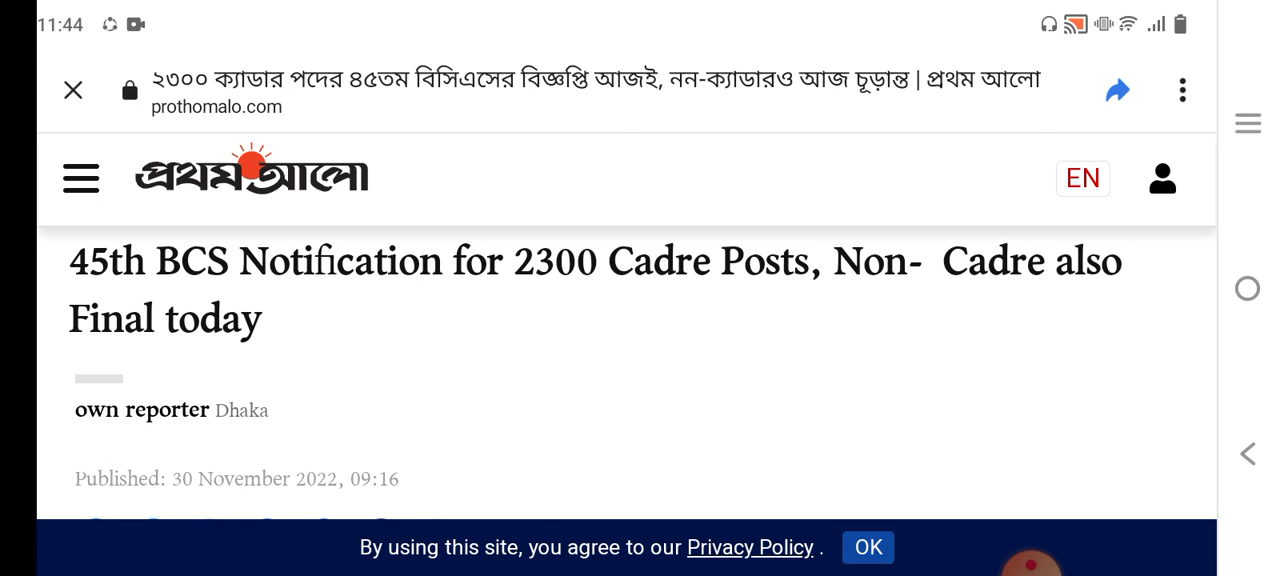 11:44
২৩০০ ক্যাডার পদের ৪৫তম বিসিএসের বিজ্ঞপ্তি আজই, নন-ক্যাডারও আজ চূড়ান্ত | প্রথম আলো
prothomalo.com
প্রথম আলো
EN
45th BCS Notification for 2300 Cadre Posts, Non- Cadre also
Final today
own reporter Dhaka
Published: 30 November 2022, 09:16
By using this site, you agree to our Privacy Policy .
OK